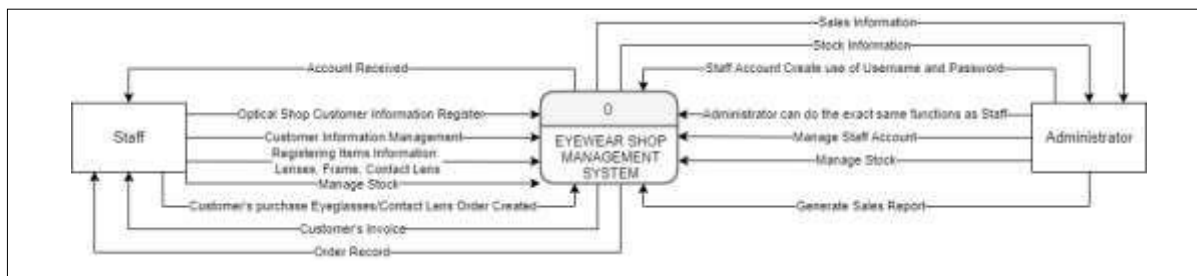 Sales Information
Stock Information
Account Received
Staff Account Create use of Username and Password
Optical Shop Customer Information Register
0
Administrator can do the exact same functions as Staff
Staff
Customer Information Management
EYEWEAR SHOP
MANAGEMENT
SYSTEM
Manage Staff Account
Administrator
Registering Items Information
Lenses, Frame, Contact Lens
Manage Stock
Manage Stock
Customer's purchase Eyeglasses/Contact Lens Order Created
Generate Sales Report
Customer's Invoice
Order Record